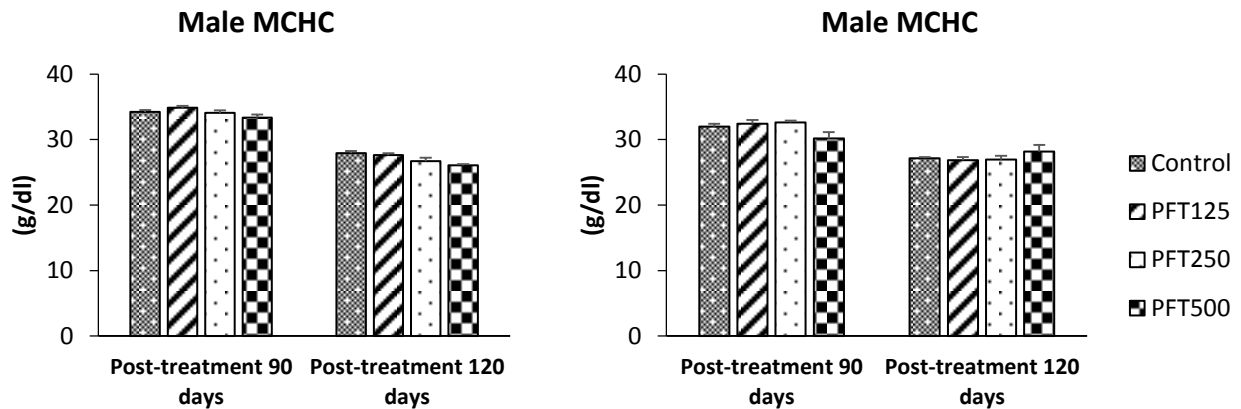 Male MCHC
40
30
20
10
0
(g/dl)
Post-treatment 90 days
Post-treatment 120 days
Male MCHC
40
30
20
10
0
(g/dl)
Post-treatment 90 days
Post-treatment 120 days
Control
PFT125
PFT250
PFT500